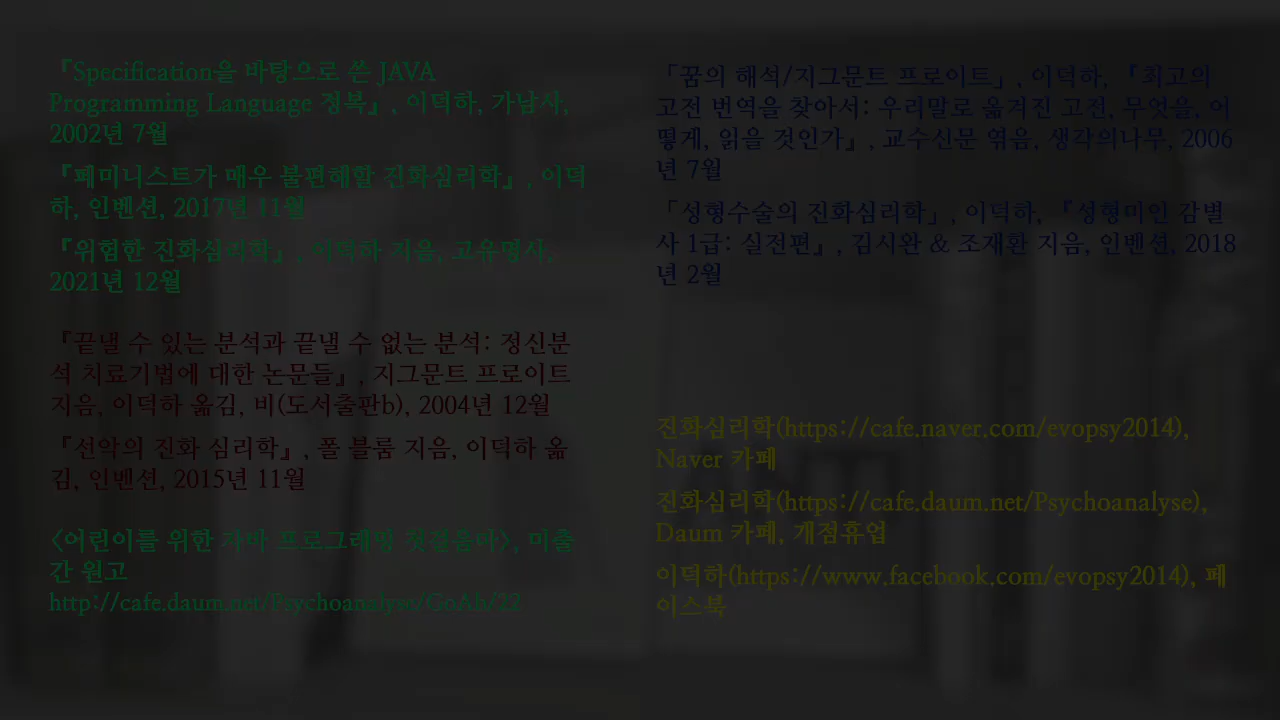 『Specification을 바탕으로 쓴 JAVA
Programming Language 정복』, 이덕하, 가남사,
2002년 7월
『페미니스트가 매우 불편해할 진화심리학』, 이덕
하, 인벤션, 2017년 11월
『위험한 진화심리학』, 이덕하 지음, 고유명사,
2021년 12월
『끝낼 수 있는 분석과 끝낼 수 없는 분석: 정신분
석 치료기법에 대한 논문들』, 지그문트 프로이트
지음, 이덕하 옮김, 비(도서출판b), 2004년 12월
『선악의 진화 심리학』, 폴 블룸 지음, 이덕하 옮
김, 인벤션, 2015년 11월
〈어린이를 위한 자바 프로그래밍 첫걸음마〉, 미출
간 원고
http://cafe.daum.net/Psychoanalyse/GoAh/22
「꿈의 해석/지그문트 프로이트」, 이덕하, 『최고의
고전 번역을 찾아서: 우리말로 옮겨진 고전, 무엇을, 어
떻게, 읽을 것인가』, 교수신문 엮음, 생각의나무, 2006
년 7월
「성형수술의 진화심리학」, 이덕하, 『성형미인 감별
사 1급: 실전편』, 김시완 & 조재환 지음, 인벤션, 2018
년 2월
진화심리학(https://cafe.naver.com/evopsy2014),
Naver 카페
진화심리학(https://cafe.daum.net/Psychoanalyse),
Daum 카페, 개점휴업
이덕하(https://www.facebook.com/evopsy2014), 페
이스북